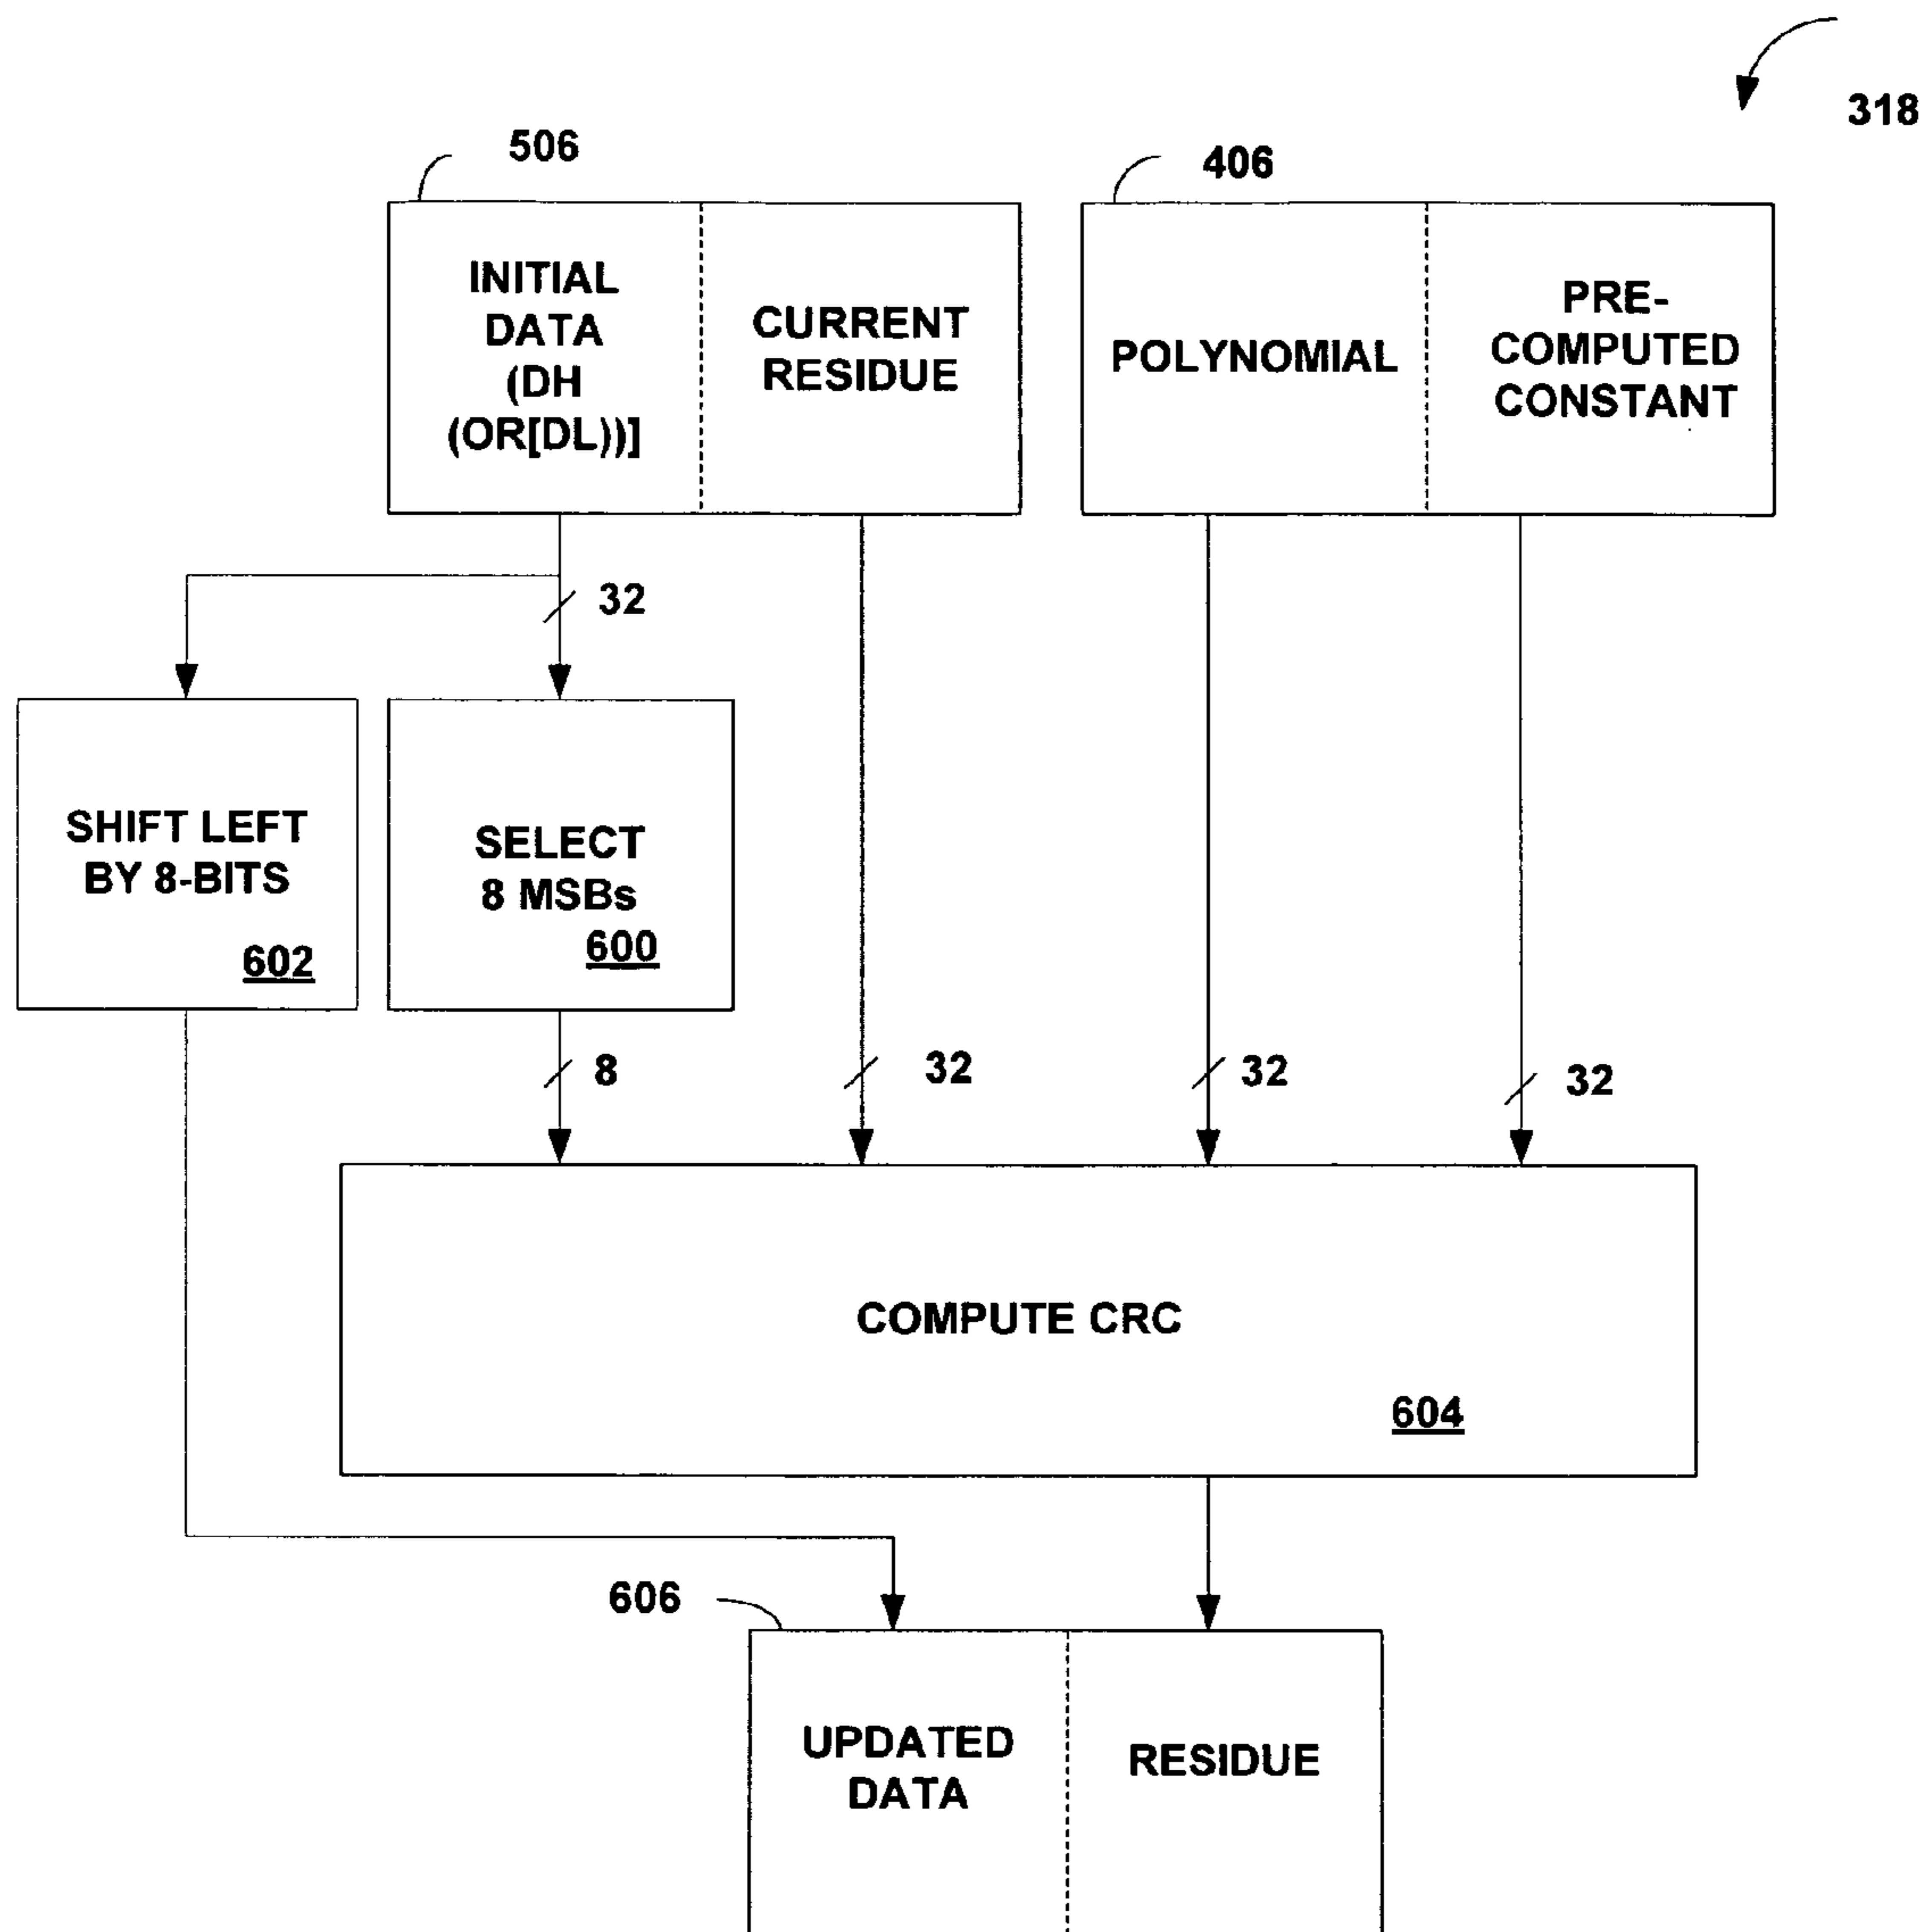 318
506
406
INITIAL
DATA
(DH
(OR[DL))]
CURRENT
RESIDUE
POLYNOMIAL
PRE-
COMPUTED
CONSTANT
32
SHIFT LEFT
BY 8-BITS
602
SELECT
8 MSBs
600
8
32
32
32
COMPUTE CRC
604
606
UPDATED
DATA
RESIDUE